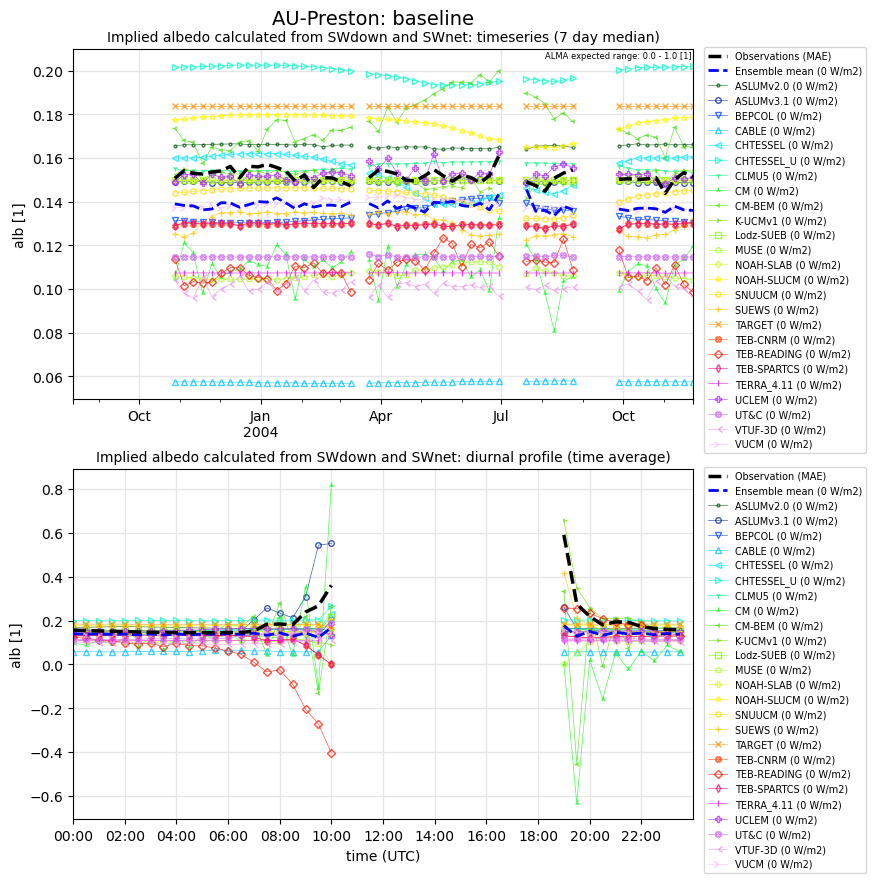 AU-Preston: baseline
Implied albedo calculated from SWdown and SWnet: timeseries (7 day median)
ALMA expected range: 0.0 - 1.0 [1]
alb [1]
0.20
0.18
0.16
0.14
0.12
0.10
0.08
0.06
Oct
Jan
2004
Apr
Jul
Oct
Observations (MAE)
Ensemble mean (0 W/m2)
ASLUMv2.0 (0 W/m2)
ASLUMv3.1 (0 W/m2)
BEPCOL (0 W/m2)
CABLE (0 W/m2)
CHTESSEL (0 W/m2)
CHTESSEL_U (0 W/m2)
CLMU5 (0 W/m2)
CM (0 W/m2)
CM-BEM (0 W/m2)
K-UCMv1 (0 W/m2)
Lodz-SUEB (0 W/m2)
MUSE (0 W/m2)
NOAH-SLAB (0 W/m2)
NOAH-SLUCM (0 W/m2)
SNUUCM (0 W/m2)
SUEWS (0 W/m2)
TARGET (0 W/m2)
TEB-CNRM (0 W/m2)
TEB-READING (0 W/m2)
TEB-SPARTCS (0 W/m2)
TERRA_4.11 (0 W/m2)
UCLEM (0 W/m2)
UT&C (0 W/m2)
VTUF-3D (0 W/m2)
VUCM (0 W/m2)
Implied albedo calculated from SWdown and SWnet: diurnal profile (time average)
alb [1]
0.8
0.6
0.4
0.2
0.0
−0.2
−0.4
−0.6
00:00
02:00
04:00
06:00
08:00
10:00
12:00
14:00
16:00
18:00
20:00
22:00
time (UTC)
Observation (MAE)
Ensemble mean (0 W/m2)
ASLUMv2.0 (0 W/m2)
ASLUMv3.1 (0 W/m2)
BEPCOL (0 W/m2)
CABLE (0 W/m2)
CHTESSEL (0 W/m2)
CHTESSEL_U (0 W/m2)
CLMU5 (0 W/m2)
CM (0 W/m2)
CM-BEM (0 W/m2)
K-UCMv1 (0 W/m2)
Lodz-SUEB (0 W/m2)
MUSE (0 W/m2)
NOAH-SLAB (0 W/m2)
NOAH-SLUCM (0 W/m2)
SNUUCM (0 W/m2)
SUEWS (0 W/m2)
TARGET (0 W/m2)
TEB-CNRM (0 W/m2)
TEB-READING (0 W/m2)
TEB-SPARTCS (0 W/m2)
TERRA_4.11 (0 W/m2)
UCLEM (0 W/m2)
UT&C (0 W/m2)
VTUF-3D (0 W/m2)
VUCM (0 W/m2)